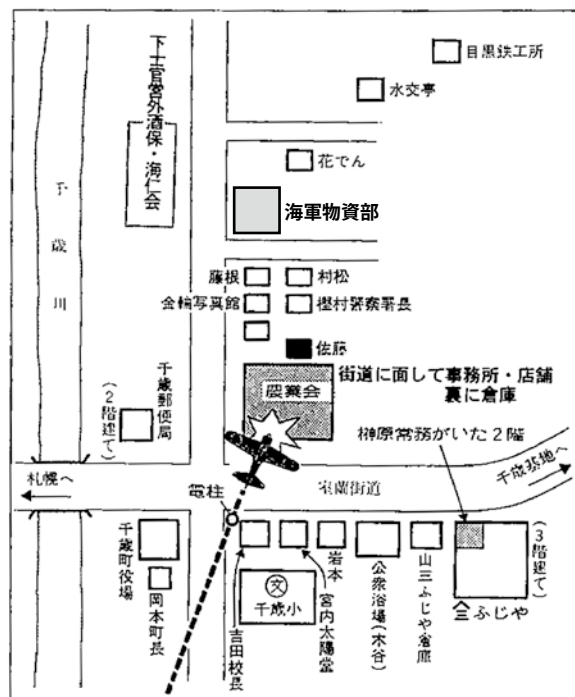 目黒鉄工所
水交亭
下士官営外酒保・海仁会
花でん
海軍物資部
千歳川
藤根
村松
金輪写真館
樫村警察署長
佐藤
農業会
街道に面して事務所・店舗
裏に倉庫
千歳郵便局
(2階建て)
榊原常務がいた2階
札幌へ
電柱
室蘭街道
千歳基地へ
千歳町役場
岡本町長
吉田校長
文
千歳小
宮内太陽堂
岩本
公衆浴場(木谷)
山三ふじや倉庫
(3階建て)
三ふじや